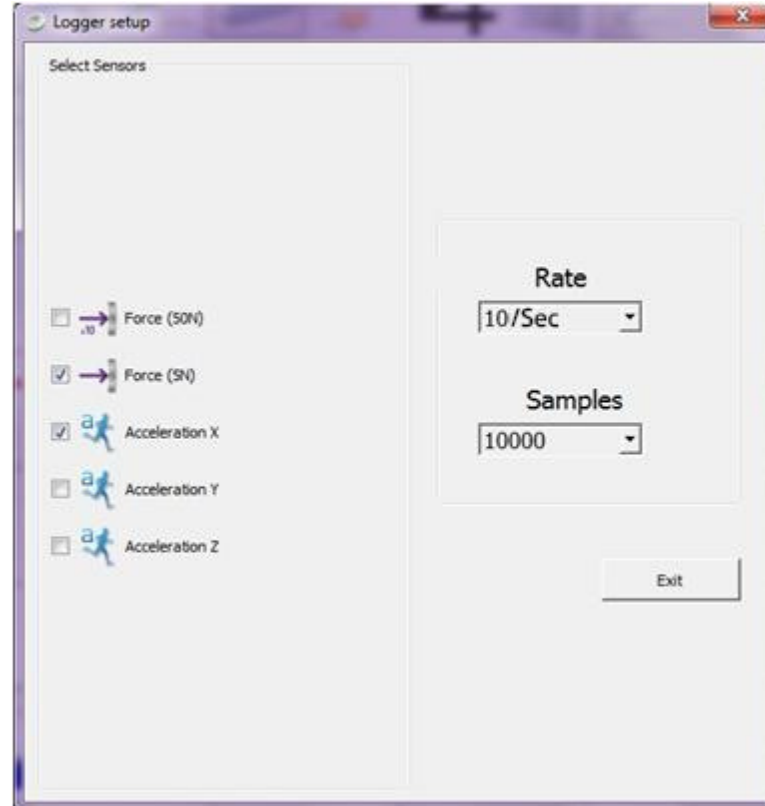 Logger setup
Select Sensors
Force (50N)
Force (5N)
Acceleration X
Acceleration Y
Acceleration Z
Rate
10/Sec
Samples
10000
Exit